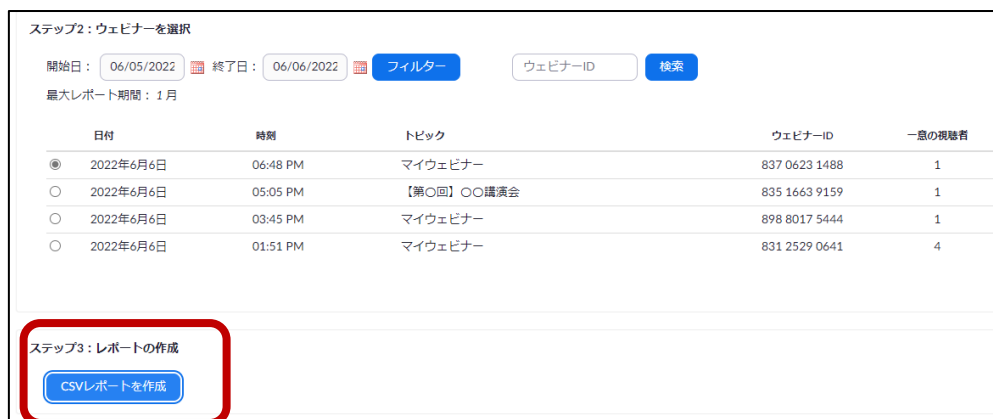 ステップ2：ウェビナーを選択
開始日： 06/05/2022 終了日： 06/06/2022 フィルター ウェビナーID 検索
最大レポート期間： 1 月
日付 時刻 トピック ウェビナーID 一意の視聴者
2022年6月6日 06:48 PM マイウェビナー 837 0623 1488 1
2022年6月6日 05:05 PM 【第〇回】〇〇講演会 835 1663 9159 1
2022年6月6日 03:45 PM マイウェビナー 898 8017 5444 1
2022年6月6日 01:51 PM マイウェビナー 831 2529 0641 4
ステップ3：レポートの作成
CSVレポートを作成